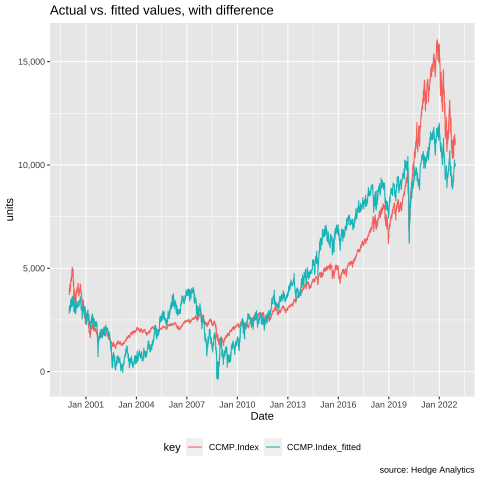 Actual vs. fitted values, with difference
units
15,000
10,000
5,000
0
Jan 2001 Jan 2004 Jan 2007 Jan 2010 Jan 2013 Jan 2016 Jan 2019 Jan 2022
Date
key CCMP.Index CCMP.Index_fitted
source: Hedge Analytics